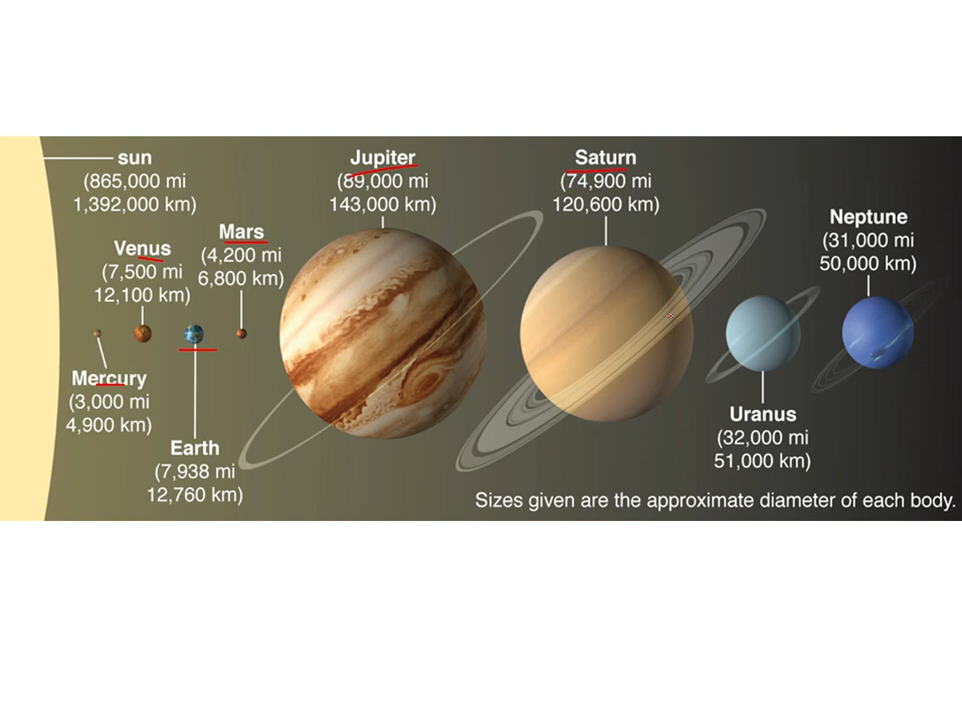 sun
(865,000 mi
1,392,000 km)
Mercury
(3,000 mi
4,900 km)
Venus
(7,500 mi
12,100 km)
Earth
(7,938 mi
12,760 km)
Mars
(4,200 mi
6,800 km)
Jupiter
(89,000 mi
143,000 km)
Saturn
(74,900 mi
120,600 km)
Uranus
(32,000 mi
51,000 km)
Neptune
(31,000 mi
50,000 km)
Sizes given are the approximate diameter of each body.